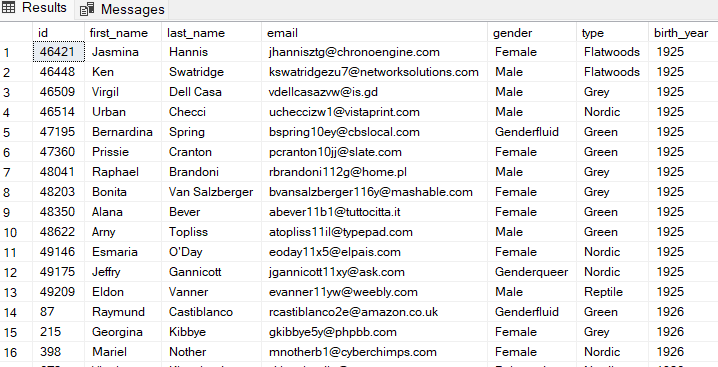 Results Messages
id first_name last_name email gender type birth_year
1 46421 Jasmina Hannis jhannisztg@chronoengine.com Female Flatwoods 1925
2 46448 Ken Swatridge kswatridgezu7@networksolutions.com Male Flatwoods 1925
3 46509 Virgil Dell Casa vdellcasazvw@is.gd Male Grey 1925
4 46514 Urban Checci ucheccizw1@vistaprint.com Male Nordic 1925
5 47195 Bernardina Spring bspring10ey@cbslocal.com Genderfluid Green 1925
6 47360 Prissie Cranton pcranton10jj@slate.com Female Green 1925
7 48041 Raphael Brandoni rbrandoni112g@home.pl Male Grey 1925
8 48203 Bonita Van Salzberger bvansalzberger116y@mashable.com Female Grey 1925
9 48350 Alana Bever abever11b1@tuttocitta.it Female Green 1925
10 48622 Arny Topliss atopliss11il@typepad.com Male Green 1925
11 49146 Esmaria O'Day eoday11x5@elpais.com Female Nordic 1925
12 49175 Jeffry Gannicott jgannicott11xy@ask.com Genderqueer Nordic 1925
13 49209 Eldon Vanner evanner11yw@weebly.com Male Reptile 1925
14 87 Raymund Castiblanco rcastiblanco2e@amazon.co.uk Genderfluid Green 1926
15 215 Georgina Kibbye gkibbye5y@phpbb.com Female Grey 1926
16 398 Mariel Nother mnotherb1@cyberchimps.com Female Nordic 1926